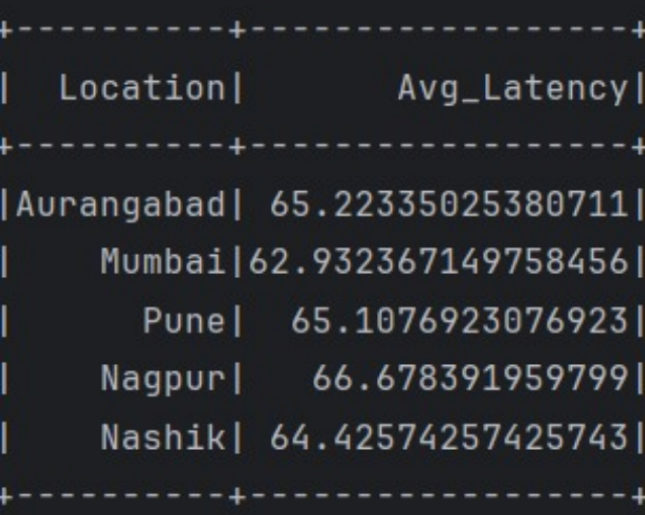 +----------+------------------+
|  Location|       Avg_Latency|
+----------+------------------+
|Aurangabad| 65.22335025380711|
|    Mumbai|62.932367149758456|
|      Pune|  65.1076923076923|
|    Nagpur|   66.678391959799|
|    Nashik| 64.42574257425743|
+----------+------------------+